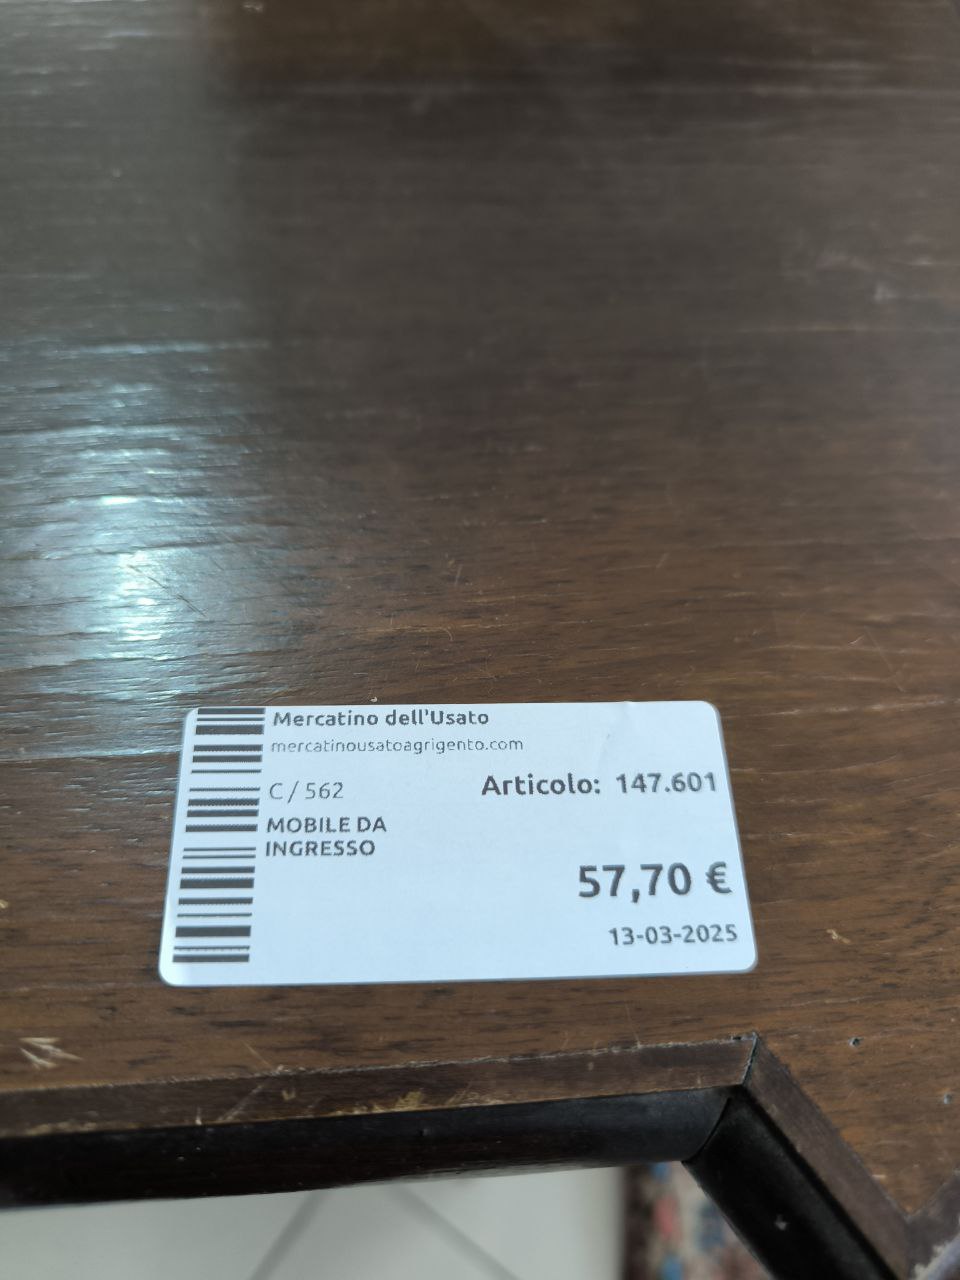 Mercatino dell'Usato
mercatinousatoagrigento.com
C / 562
Articolo: 147.601
MOBILE DA
INGRESSO
57,70 €
13-03-2025